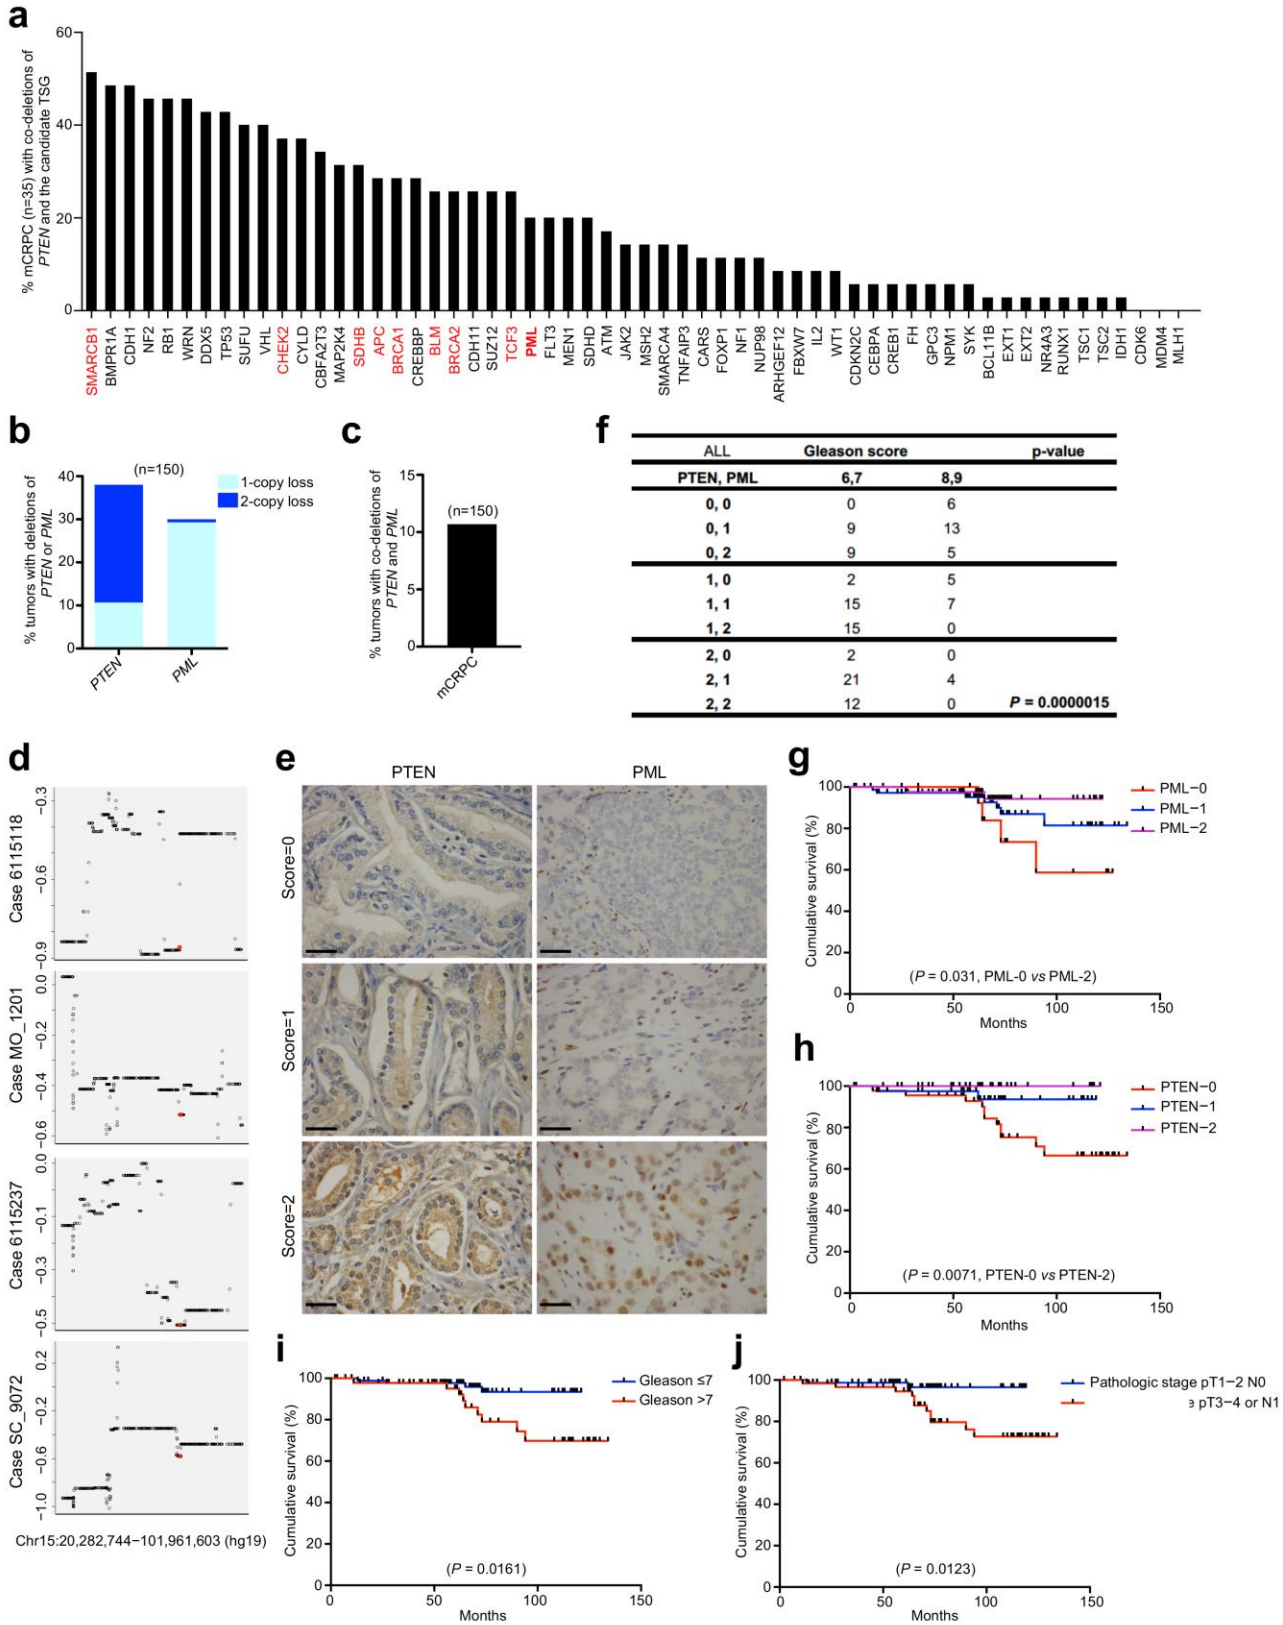 a
% mCRPC (n=35) with co-deletions of
PTEN and the candidate TSG
60
40
20
0
SMARCB1
BMPR1A
CDH1
NF2
RB1
WRN
DDX5
TP53
SUFU
VHL
CHEK2
CYLD
CBFA2T3
MAP2K4
SDHB
APC
BRCA1
CREBBP
BLM
BRCA2
CDH11
SUZ12
TCF3
PML
FLT3
MEN1
SDHD
ATM
JAK2
MSH2
SMARCA4
TNFAIP3
CARS
FOXP1
NF1
NUP98
ARHGEF12
FBXW7
IL2
WT1
CDKN2C
CEBPA
CREB1
FH
GPC3
NPM1
SYK
BCL11B
EXT1
EXT2
NR4A3
RUNX1
TSC1
TSC2
IDH1
CDK6
MDM4
MLH1
b
% tumors with deletions of
PTEN or PML
40
30
20
10
0
(n=150)
1-copy loss
2-copy loss
PTEN
PML
c
% tumors with co-deletions of
PTEN and PML
15
10
5
0
(n=150)
mCRPC
f
ALL Gleason score p-value
PTEN, PML 6,7 8,9
0, 0 0 6
0, 1 9 13
0, 2 9 5
1, 0 2 5
1, 1 15 7
1, 2 15 0
2, 0 2 0
2, 1 21 4
2, 2 12 0 P = 0.0000015
d
Case 6115118
−0.3
−0.6
−0.9
Case MO_1201
0.0
−0.2
−0.4
−0.6
Case 6115237
0.0
−0.1
−0.3
−0.5
Case SC_9072
0.2
−0.2
−0.6
−1.0
Chr15:20,282,744−101,961,603 (hg19)
e
PTEN PML
Score=0
Score=1
Score=2
g
Cumulative survival (%)
100
80
60
40
20
0
PML−0
PML−1
PML−2
(P = 0.031, PML-0 vs PML-2)
0 50 100 150
Months
h
Cumulative survival (%)
100
80
60
40
20
0
PTEN−0
PTEN−1
PTEN−2
(P = 0.0071, PTEN-0 vs PTEN-2)
0 50 100 150
Months
i
Cumulative survival (%)
100
80
60
40
20
0
Gleason ≤7
Gleason >7
(P = 0.0161)
0 50 100 150
Months
j
Cumulative survival (%)
100
80
60
40
20
0
Pathologic stage pT1−2 N0
pT3−4 or N1
(P = 0.0123)
0 50 100 150
Months